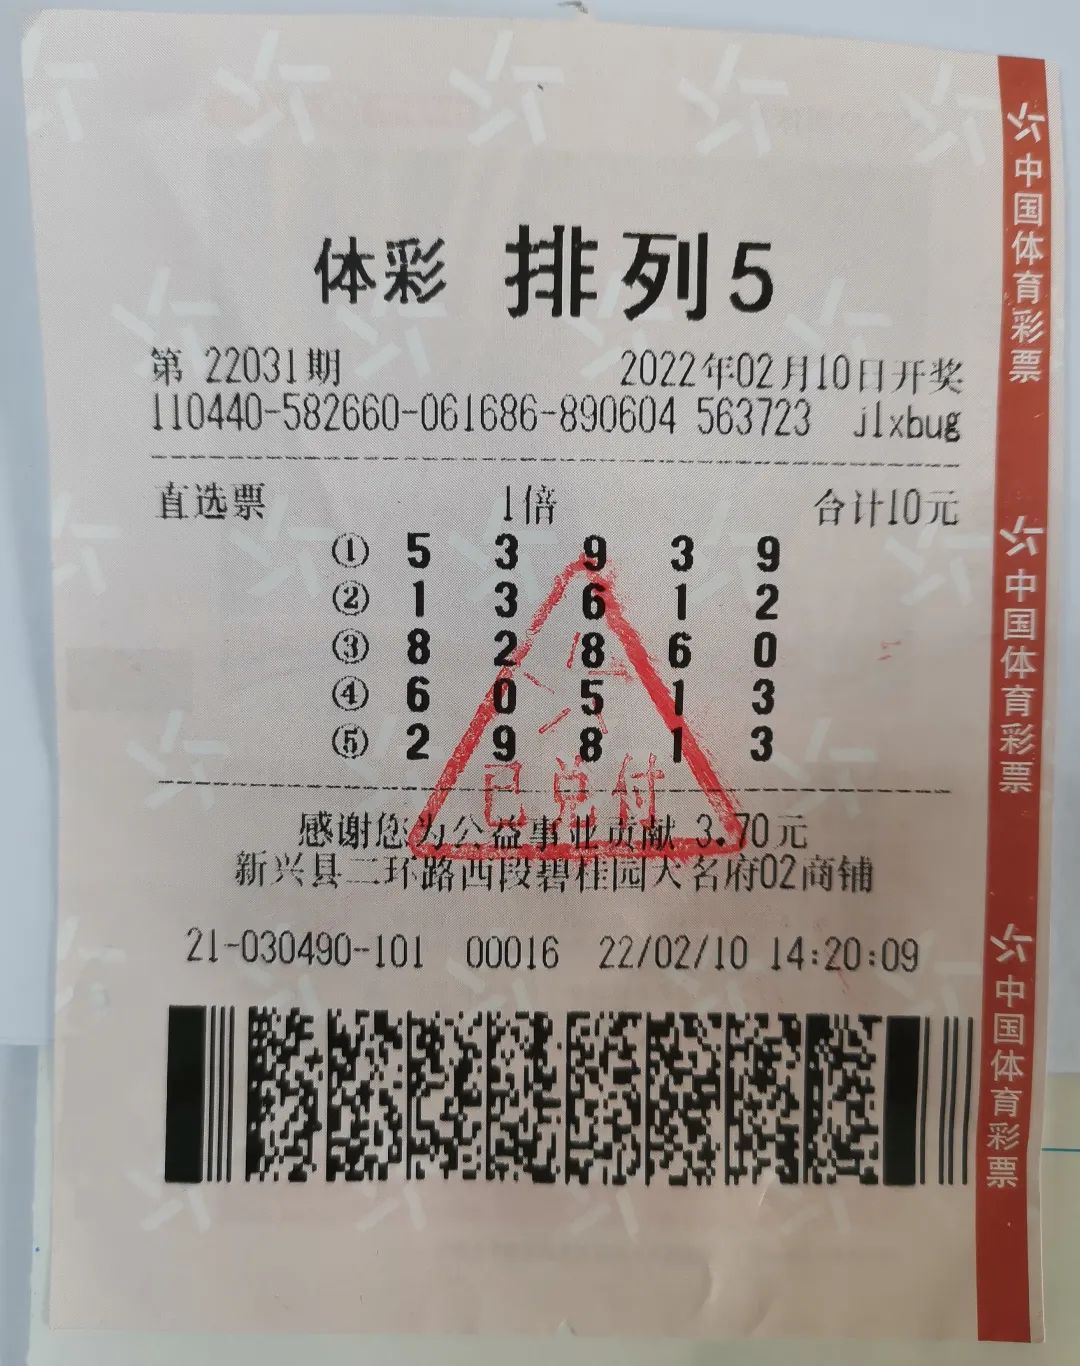 体彩 排列5
第 22031期 2022年02月10日开奖
110440-582660-061686-890604 563723 jlxbug
直选票 1倍 合计10元
① 5 3 9 3 9
② 1 3 6 1 2
③ 8 2 8 6 0
④ 6 0 5 1 3
⑤ 2 9 8 1 3
已兑付
感谢您为公益事业贡献 3.70元
新兴县二环路西段碧桂园大名府02商铺
21-030490-101 00016 22/02/10 14:20:09
中国体育彩票
中国体育彩票
中国体育彩票